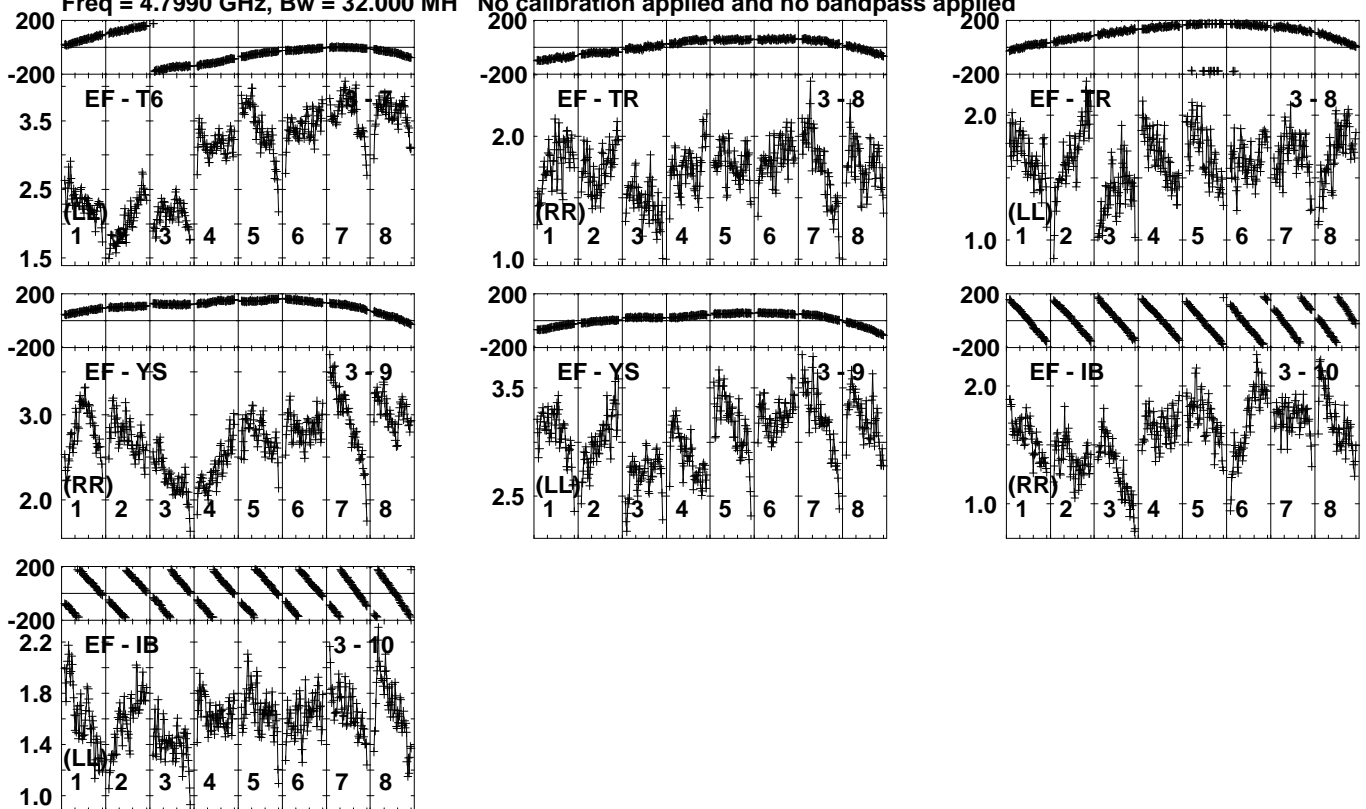 Freq = 4.7990 GHz, Bw = 32.000 MH No calibration applied and no bandpass applied
200
-200
EF - T6 3 - 7
3.5
2.5
1.5
(LL)
1 2 3 4 5 6 7 8
EF - TR 3 - 8
200
-200
2.0
1.0
(RR)
1 2 3 4 5 6 7 8
200
-200
EF - TR 3 - 8
2.0
1.0
(LL)
1 2 3 4 5 6 7 8
200
-200
EF - YS 3 - 9
3.0
2.0
(RR)
1 2 3 4 5 6 7 8
200
-200
EF - YS 3 - 9
3.5
2.5
(LL)
1 2 3 4 5 6 7 8
200
-200
EF - IB 3 - 10
2.0
1.0
(RR)
1 2 3 4 5 6 7 8
200
-200
EF - IB 3 - 10
2.2
1.8
1.4
1.0
(LL)
1 2 3 4 5 6 7 8